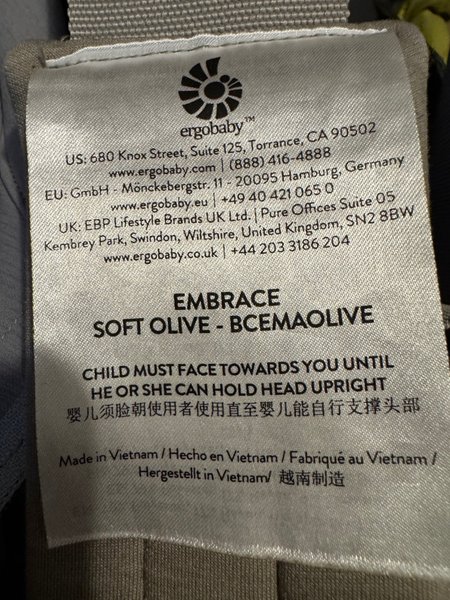 ergobaby™
US: 680 Knox Street, Suite 125, Torrance, CA 90502
www.ergobaby.com | (888) 416-4888
EU: GmbH - Mönckebergstr. 11 - 20095 Hamburg, Germany
www.ergobaby.eu | +49 40 421 065 0
UK: EBP Lifestyle Brands UK Ltd. | Pure Offices Suite 05
Kembrey Park, Swindon, Wiltshire, United Kingdom, SN2 8BW
www.ergobaby.co.uk | +44 203 3186 204
EMBRACE
SOFT OLIVE - BCEMAOLIVE
CHILD MUST FACE TOWARDS YOU UNTIL
HE OR SHE CAN HOLD HEAD UPRIGHT
婴儿须脸朝使用者使用直至婴儿能自行支撑头部
Made in Vietnam / Hecho en Vietnam / Fabriqué au Vietnam /
Hergestellt in Vietnam/ 越南制造